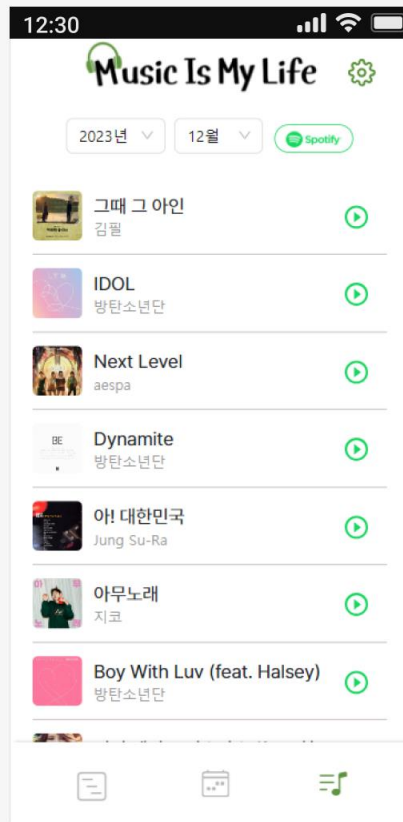 12:30
Music Is My Life
2023년 12월 Spotify
그때 그 아인
김필
IDOL
방탄소년단
Next Level
aespa
BE
Dynamite
방탄소년단
아! 대한민국
Jung Su-Ra
아무노래
지코
Boy With Luv (feat. Halsey)
방탄소년단